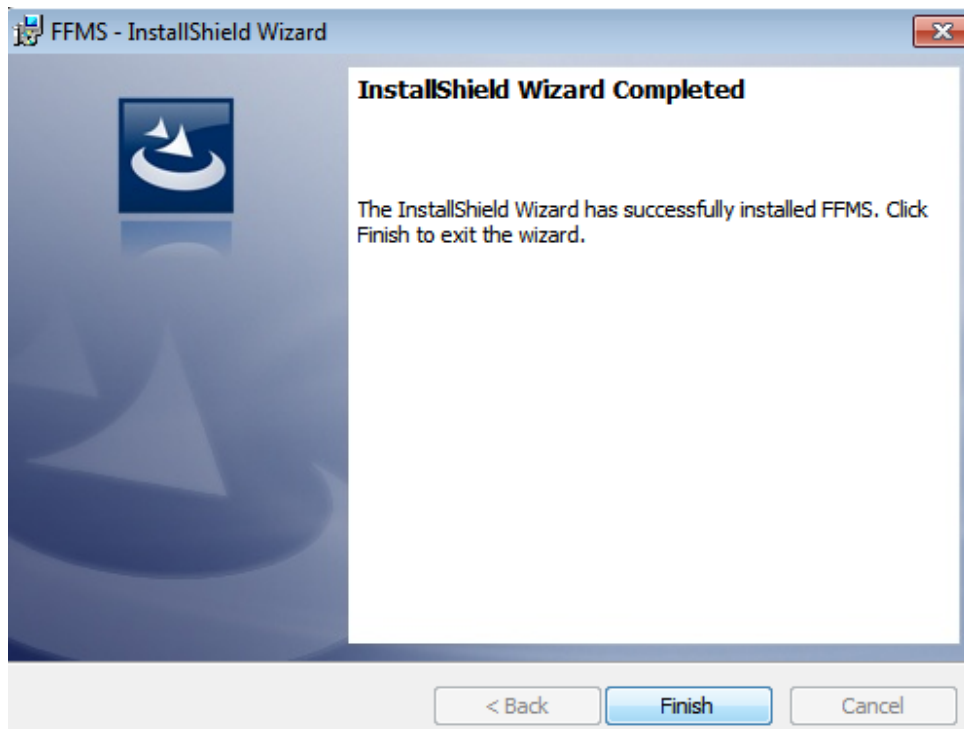 FFMS - InstallShield Wizard
InstallShield Wizard Completed
The InstallShield Wizard has successfully installed FFMS. Click
Finish to exit the wizard.
< Back
Finish
Cancel